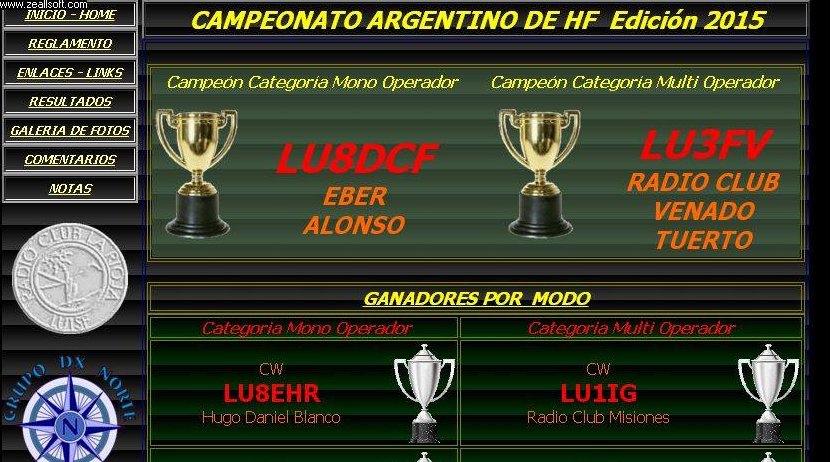 www.zeallsoft.com
INICIO - HOME
REGLAMENTO
ENLACES - LINKS
RESULTADOS
GALERIA DE FOTOS
COMENTARIOS
NOTAS
RADIO CLUB LA RIOJA
GRUPO DX NORTE
N
CAMPEONATO ARGENTINO DE HF Edición 2015
Campeón Categoría Mono Operador
LU8DCF
EBER
ALONSO
Campeón Categoría Multi Operador
LU3FV
RADIO CLUB
VENADO
TUERTO
GANADORES POR MODO
Categoria Mono Operador
Categoria Multi Operador
CW
LU8EHR
Hugo Daniel Blanco
CW
LU1IG
Radio Club Misiones